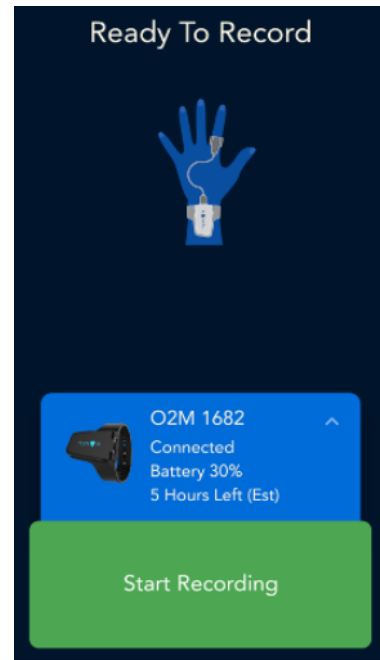 Ready To Record
O2M 1682
Connected
Battery 30%
5 Hours Left (Est)
Start Recording